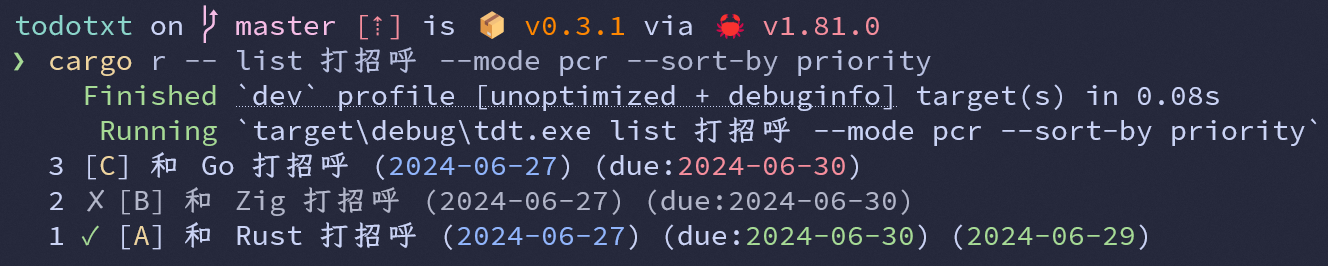 todotxt on master [⇡] is 📦 v0.3.1 via 🦀 v1.81.0
❯ cargo r -- list 打招呼 --mode pcr --sort-by priority
Finished `dev` profile [unoptimized + debuginfo] target(s) in 0.08s
Running `target\debug\tdt.exe list 打招呼 --mode pcr --sort-by priority`
3 [C] 和 Go 打招呼 (2024-06-27) (due:2024-06-30)
2 ✗ [B] 和 Zig 打招呼 (2024-06-27) (due:2024-06-30)
1 ✓ [A] 和 Rust 打招呼 (2024-06-27) (due:2024-06-30) (2024-06-29)